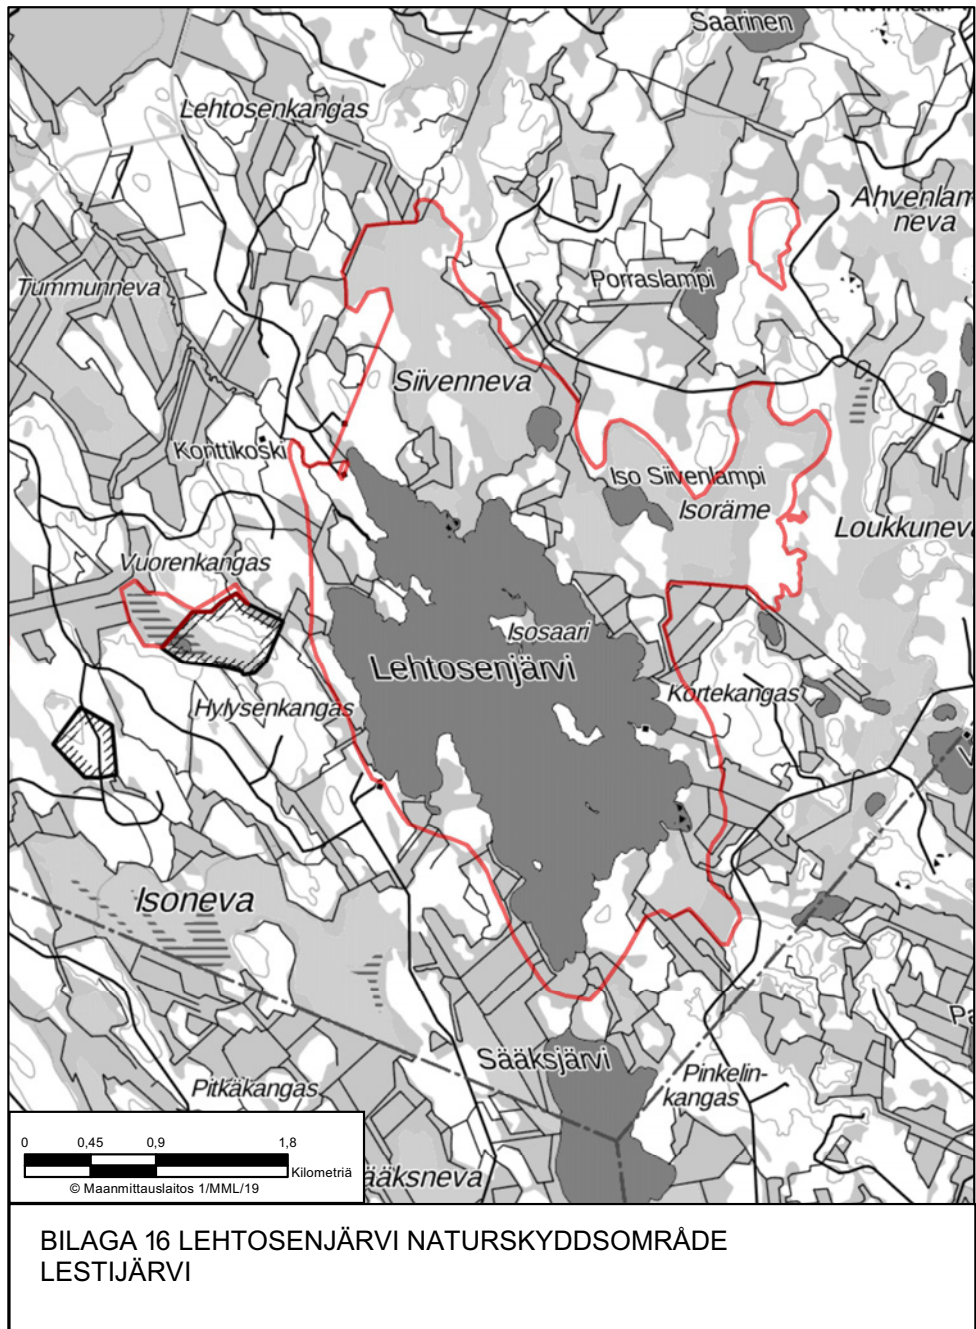 Saarinen
Lehtosenkangas
Ahvenlan
neva
Tummunneva
Porraslampi
Siivenneva
Konttikoski
Iso Siivenlampi
Isoräme
Loukkuneva
Vuorenkangas
Isosaari
Lehtosenjärvi
Kortekangas
Hylysenkangas
V
Isoneva
Pa
Sääksjärvi
Pitkäkangas
Pinkelin-
kangas
ääksneva
0 0,45 0,9 1,8
Kilometriä
© Maanmittauslaitos 1/MML/19
BILAGA 16 LEHTOSENJÄRVI NATURSKYDDSOMRÅDE
LESTIJÄRVI